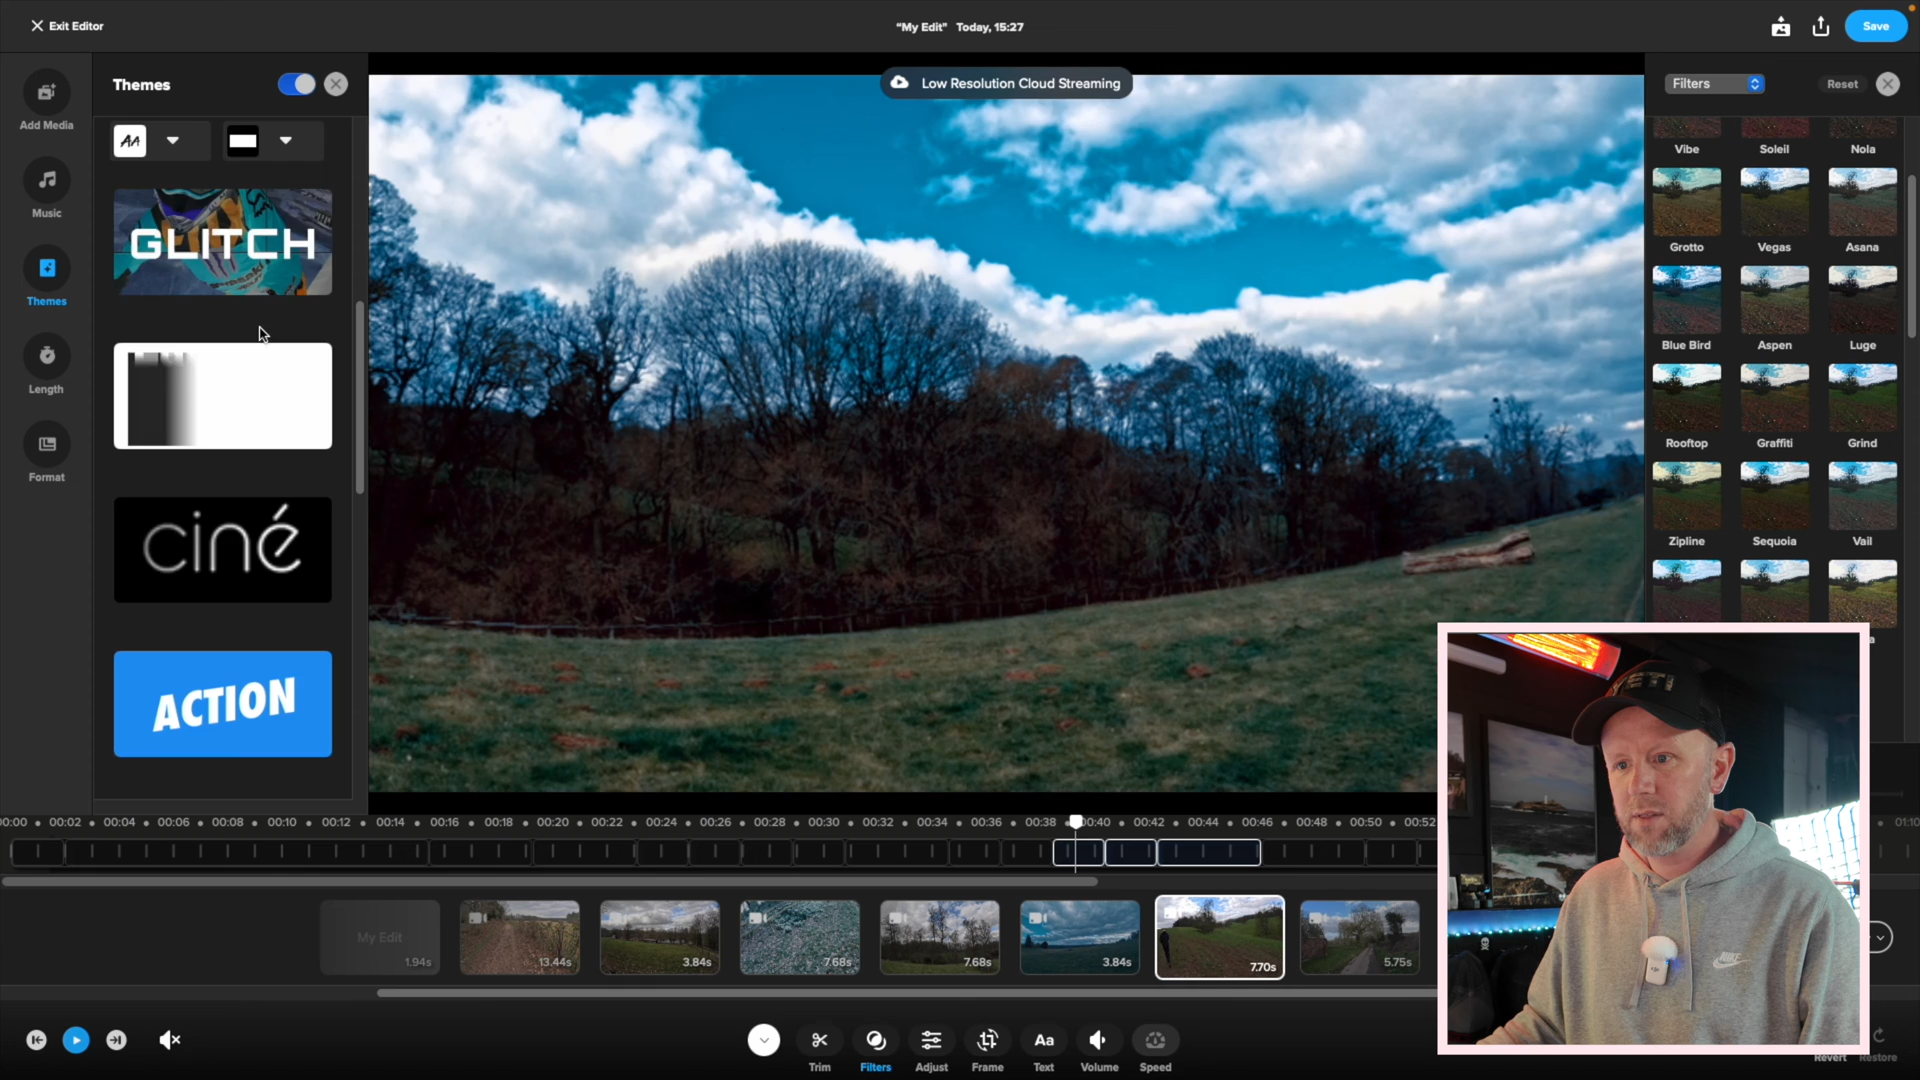 Exit Editor
“My Edit” Today, 15:27
Save
Themes
Low Resolution Cloud Streaming
Filters
Reset
Add Media
AA
Music
Themes
Length
Format
GLITCH
ciné
ACTION
Vibe Soleil Nola
Grotto Vegas Asana
Blue Bird Aspen Luge
Rooftop Graffiti Grind
Zipline Sequoia Vail
00:00 00:02 00:04 00:06 00:08 00:10 00:12 00:14 00:16 00:18 00:20 00:22 00:24 00:26 00:28 00:30 00:32 00:34 00:36 00:38 00:40 00:42 00:44 00:46 00:48 00:50 00:52 01:10
My Edit
1.94s 13.44s 3.84s 7.68s 7.68s 3.84s 7.70s 5.75s
Trim Filters Adjust Frame Aa Text Volume Speed
Revert Restore
YETI
NIKE